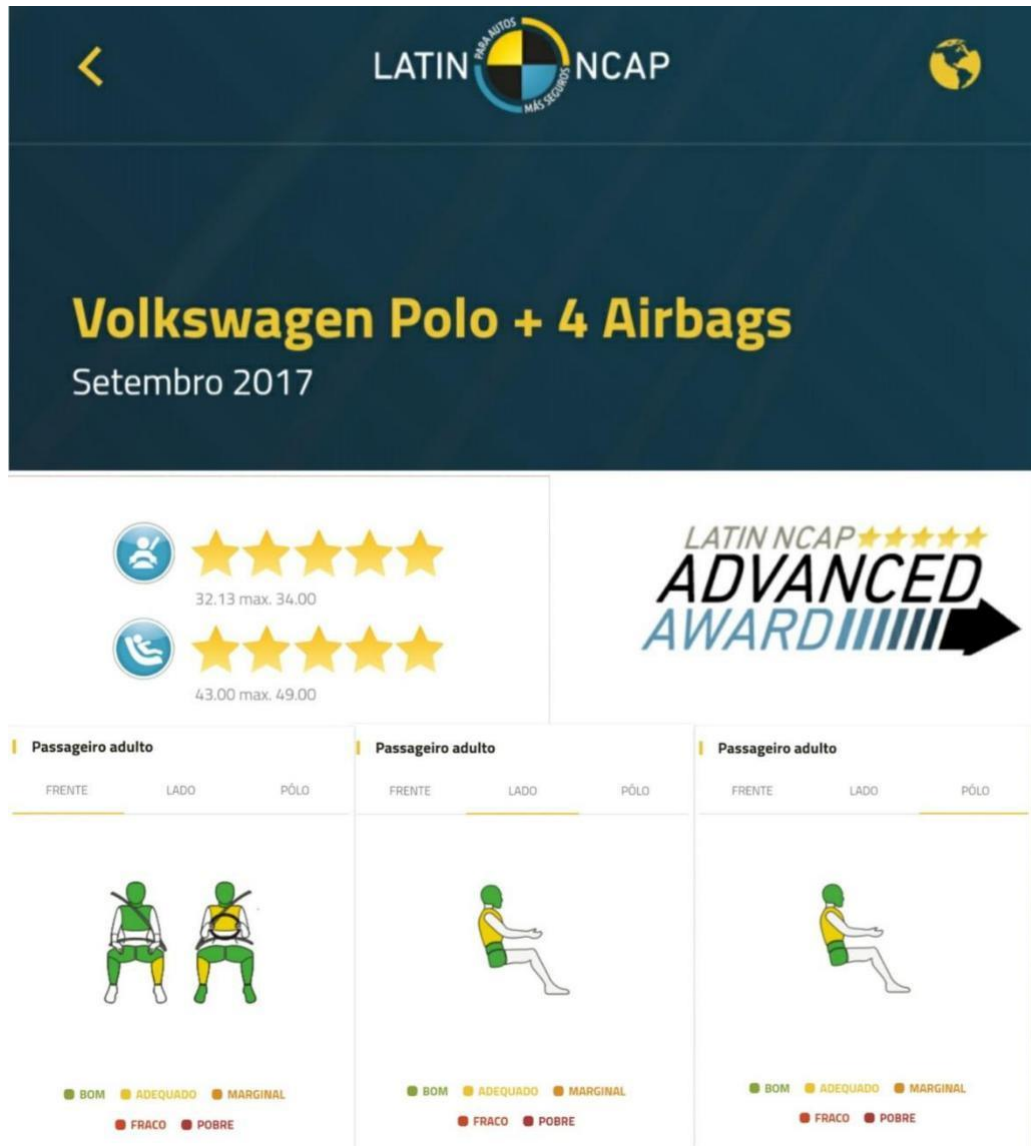 LATIN NCAP
PARA AUTOS
MÁS SEGUROS
Volkswagen Polo + 4 Airbags
Setembro 2017
32.13 max. 34.00
43.00 max. 49.00
LATIN NCAP
ADVANCED
AWARD
Passageiro adulto
FRENTE LADO PÓLO
BOM ADEQUADO MARGINAL
FRACO POBRE
Passageiro adulto
FRENTE LADO PÓLO
BOM ADEQUADO MARGINAL
FRACO POBRE
Passageiro adulto
FRENTE LADO PÓLO
BOM ADEQUADO MARGINAL
FRACO POBRE